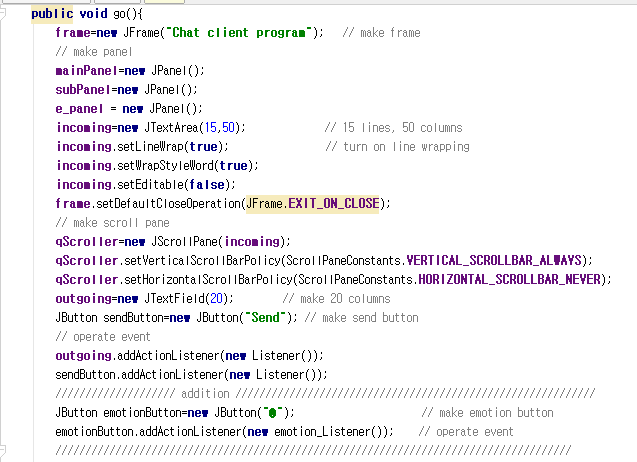 public void go(){
frame=new JFrame("Chat client program");   // make frame
// make panel
mainPanel=new JPanel();
subPanel=new JPanel();
e_panel = new JPanel();
incoming=new JTextArea(15,50);             // 15 lines, 50 columns
incoming.setLineWrap(true);                // turn on line wrapping
incoming.setWrapStyleWord(true);
incoming.setEditable(false);
frame.setDefaultCloseOperation(JFrame.EXIT_ON_CLOSE);
// make scroll pane
qScroller=new JScrollPane(incoming);
qScroller.setVerticalScrollBarPolicy(ScrollPaneConstants.VERTICAL_SCROLLBAR_ALWAYS);
qScroller.setHorizontalScrollBarPolicy(ScrollPaneConstants.HORIZONTAL_SCROLLBAR_NEVER);
outgoing=new JTextField(20);        // make 20 columns
JButton sendButton=new JButton("Send"); // make send button
// operate event
outgoing.addActionListener(new Listener());
sendButton.addActionListener(new Listener());
//////////////////// addition ////////////////////////////////////////////////////////////
JButton emotionButton=new JButton("@");                     // make emotion button
emotionButton.addActionListener(new emotion_Listener());    // operate event
//////////////////////////////////////////////////////////////////////////////////////